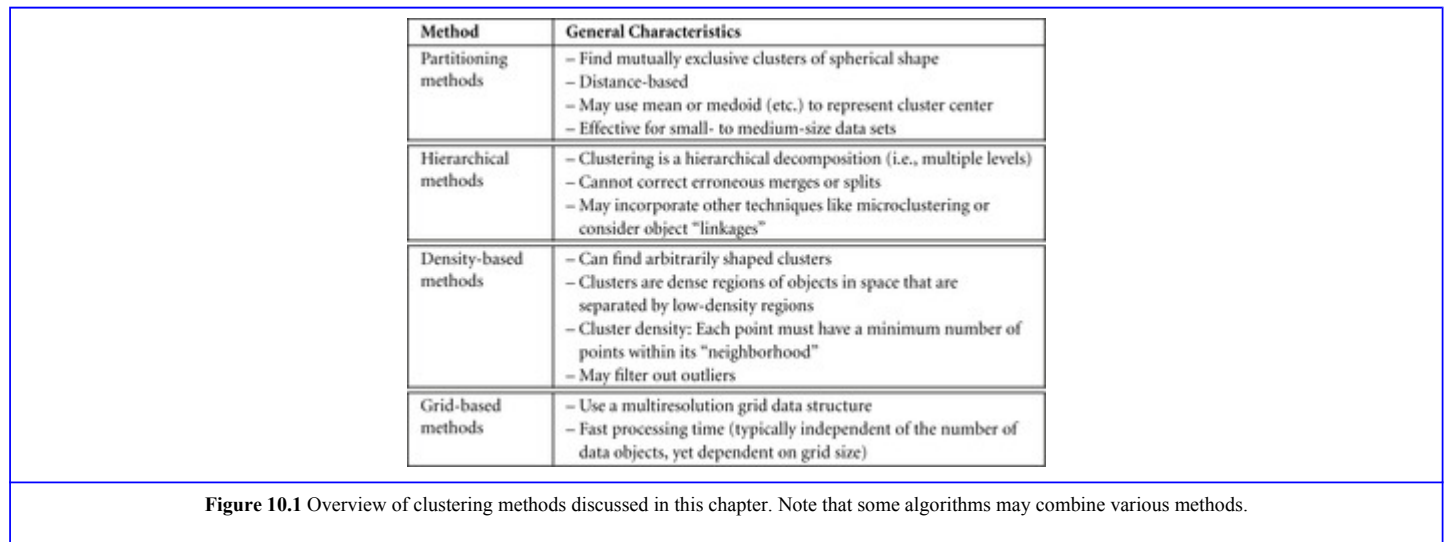 Method General Characteristics
Partitioning methods – Find mutually exclusive clusters of spherical shape
– Distance-based
– May use mean or medoid (etc.) to represent cluster center
– Effective for small- to medium-size data sets
Hierarchical methods – Clustering is a hierarchical decomposition (i.e., multiple levels)
– Cannot correct erroneous merges or splits
– May incorporate other techniques like microclustering or
consider object “linkages”
Density-based methods – Can find arbitrarily shaped clusters
– Clusters are dense regions of objects in space that are
separated by low-density regions
– Cluster density: Each point must have a minimum number of
points within its “neighborhood”
– May filter out outliers
Grid-based methods – Use a multiresolution grid data structure
– Fast processing time (typically independent of the number of
data objects, yet dependent on grid size)
Figure 10.1 Overview of clustering methods discussed in this chapter. Note that some algorithms may combine various methods.